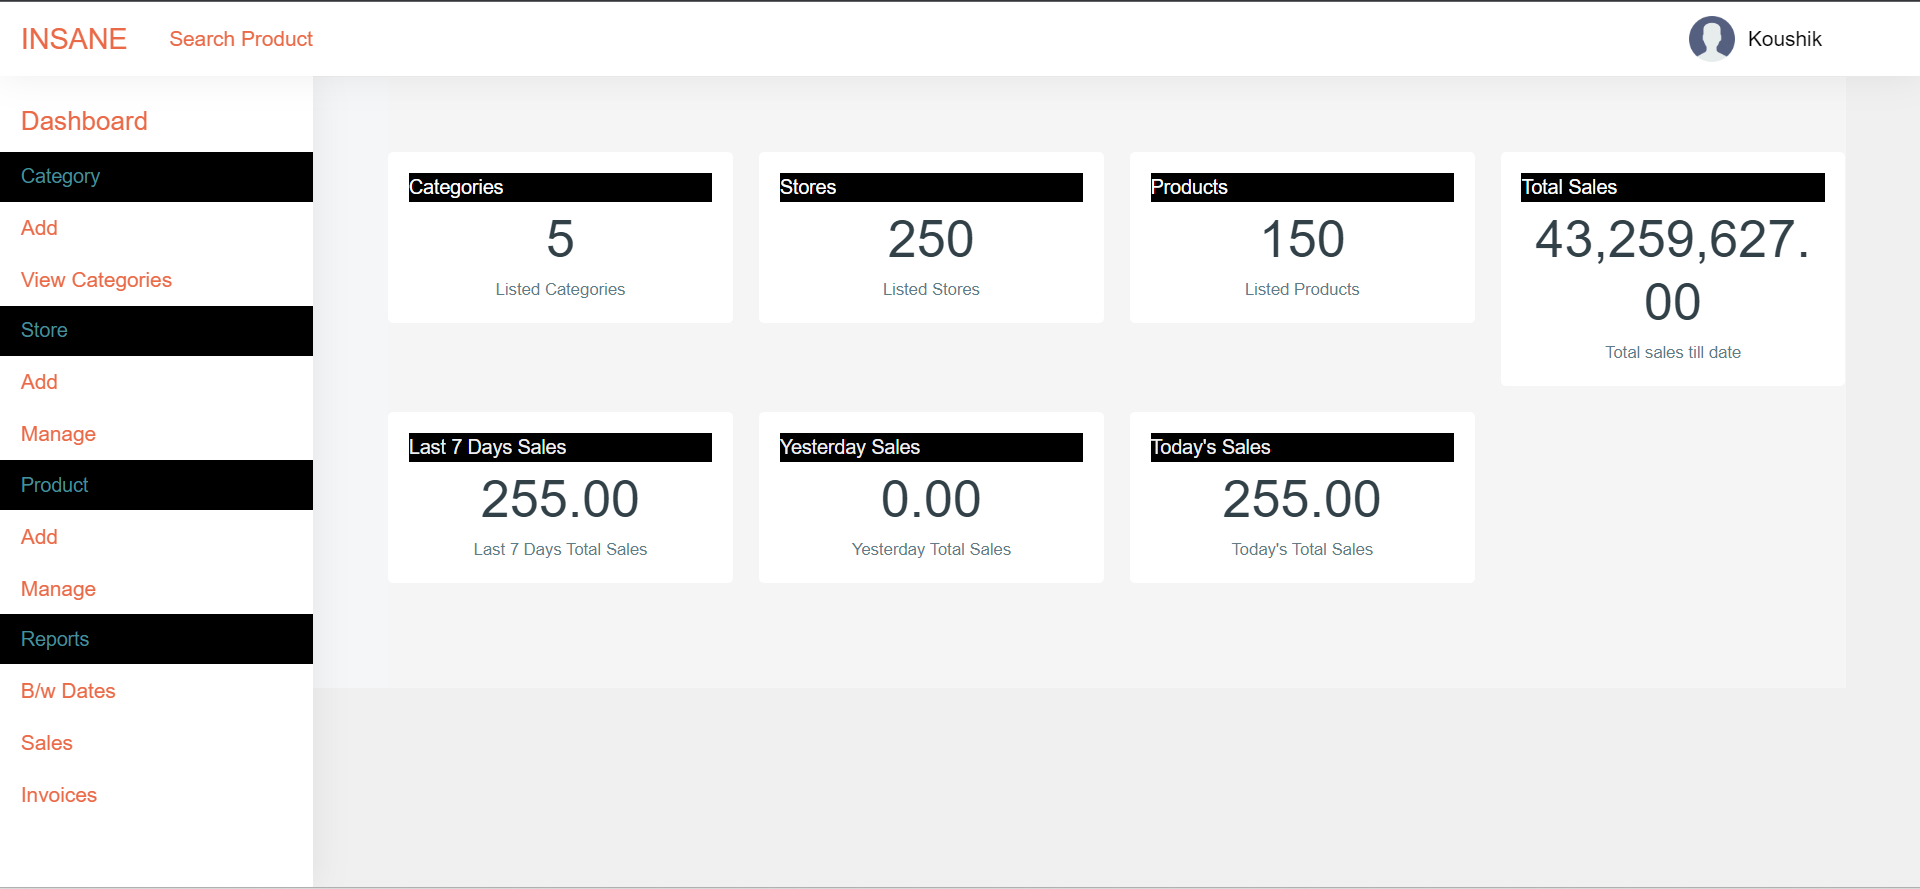 INSANE
Search Product
Koushik
Dashboard
Category
Add
View Categories
Store
Add
Manage
Product
Add
Manage
Reports
B/w Dates
Sales
Invoices
Categories
5
Listed Categories
Stores
250
Listed Stores
Products
150
Listed Products
Total Sales
43,259,627.
00
Total sales till date
Last 7 Days Sales
255.00
Last 7 Days Total Sales
Yesterday Sales
0.00
Yesterday Total Sales
Today's Sales
255.00
Today's Total Sales